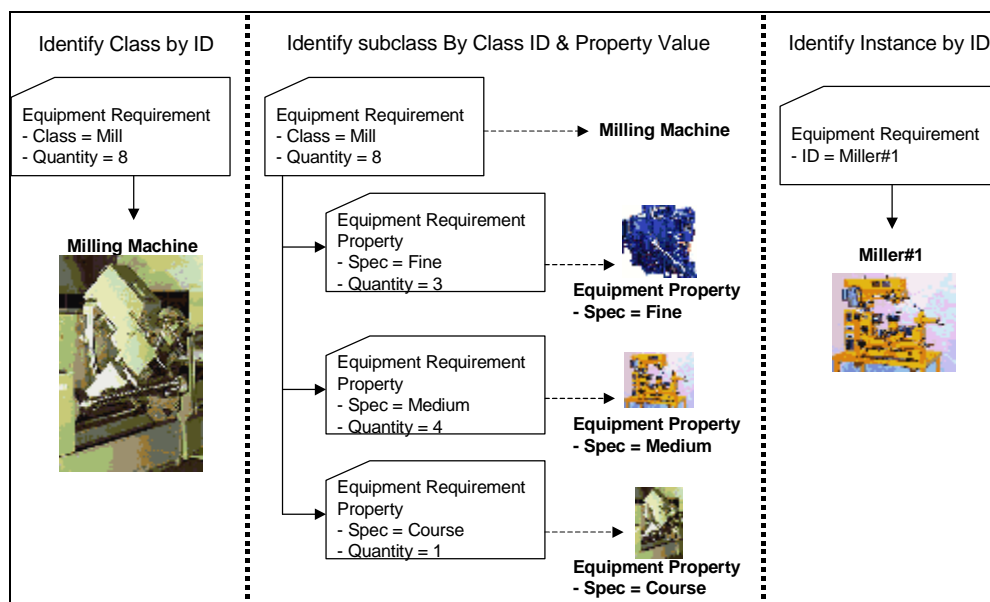 Identify Class by ID
Equipment Requirement
- Class = Mill
- Quantity = 8
Milling Machine
Identify subclass By Class ID & Property Value
Equipment Requirement
- Class = Mill
- Quantity = 8
Milling Machine
Equipment Requirement
Property
- Spec = Fine
- Quantity = 3
Equipment Property
- Spec = Fine
Equipment Requirement
Property
- Spec = Medium
- Quantity = 4
Equipment Property
- Spec = Medium
Equipment Requirement
Property
- Spec = Course
- Quantity = 1
Equipment Property
- Spec = Course
Identify Instance by ID
Equipment Requirement
- ID = Miller#1
Miller#1